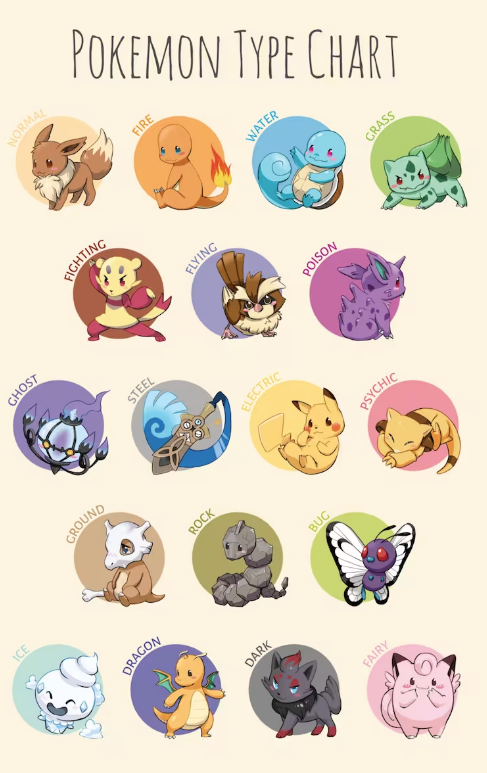 POKEMON TYPE CHART
NORMAL
FIRE
WATER
GRASS
FIGHTING
FLYING
POISON
GHOST
STEEL
ELECTRIC
PSYCHIC
GROUND
ROCK
BUG
ICE
DRAGON
DARK
FAIRY